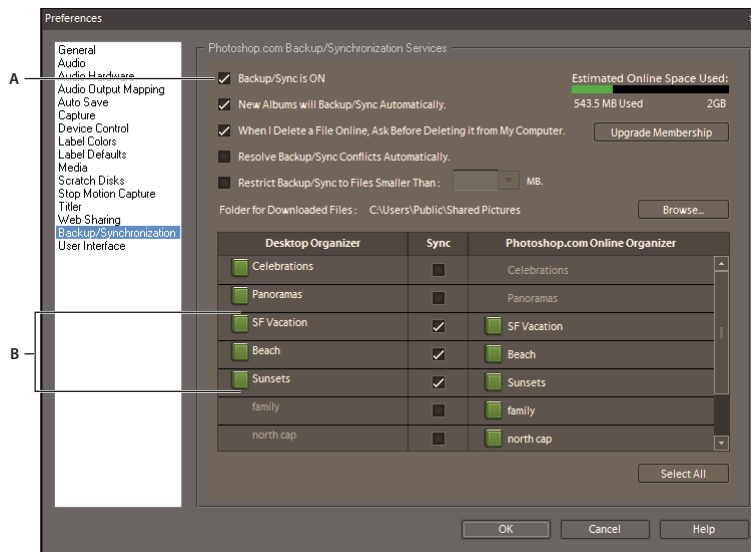 Preferences
General
Audio
Audio Hardware
Audio Output Mapping
Auto Save
Capture
Device Control
Label Colors
Label Defaults
Media
Scratch Disks
Stop Motion Capture
Titler
Web Sharing
Backup/Synchronization
User Interface
Photoshop.com Backup/Synchronization Services
A
Backup/Sync is ON
Estimated Online Space Used:
New Albums will Backup/Sync Automatically.
543.5 MB Used 2GB
When I Delete a File Online, Ask Before Deleting it from My Computer.
Upgrade Membership
Resolve Backup/Sync Conflicts Automatically.
Restrict Backup/Sync to Files Smaller Than: MB.
Folder for Downloaded Files: C:\Users\Public\Shared Pictures Browse...
Desktop Organizer Sync Photoshop.com Online Organizer
Celebrations Celebrations
Panoramas Panoramas
SF Vacation SF Vacation
B
Beach Beach
Sunsets Sunsets
family family
north cap north cap
Select All
OK Cancel Help